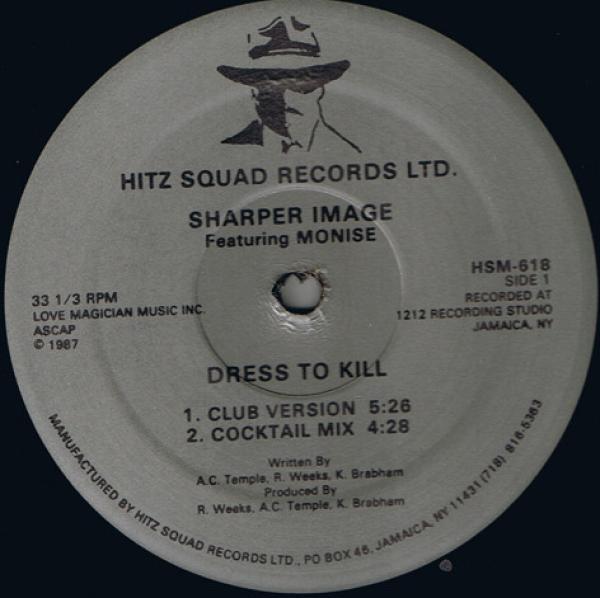 HITZ SQUAD RECORDS LTD.
SHARPER IMAGE
Featuring MONISE
33 1/3 RPM
LOVE MAGICIAN MUSIC INC.
ASCAP
© 1987
HSM-618
SIDE 1
RECORDED AT
1212 RECORDING STUDIO
JAMAICA, NY
DRESS TO KILL
1. CLUB VERSION 5:26
2. COCKTAIL MIX 4:28
Written By
A.C. Temple, R. Weeks, K. Brabham
Produced By
R. Weeks, A.C. Temple, K. Brabham
MANUFACTURED BY HITZ SQUAD RECORDS LTD., PO BOX 46, JAMAICA, NY 11431 (718) 816-5363